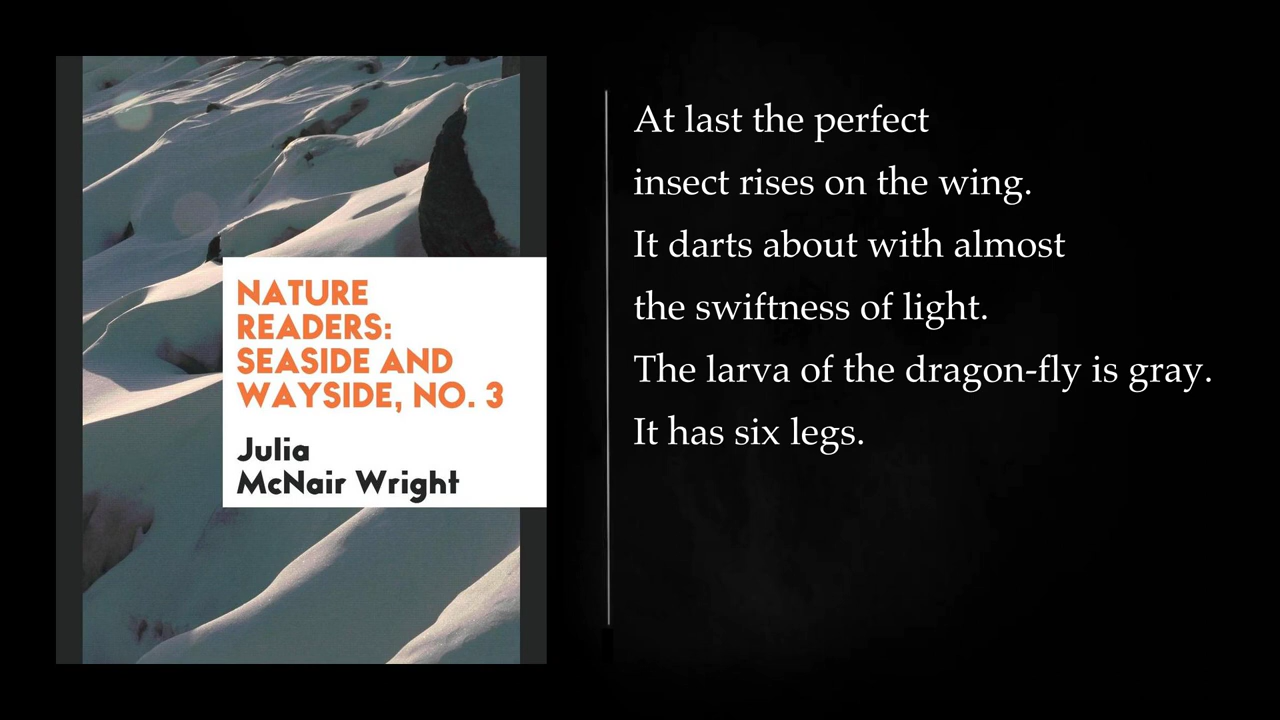 NATURE
READERS:
SEASIDE AND
WAYSIDE, NO. 3
Julia
McNair Wright
At last the perfect
insect rises on the wing.
It darts about with almost
the swiftness of light.
The larva of the dragon-fly is gray.
It has six legs.